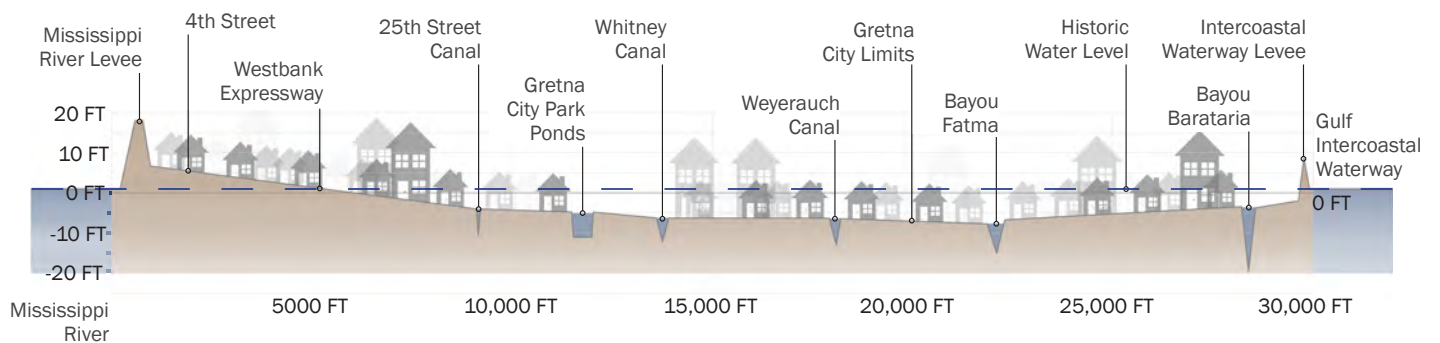 Mississippi
River Levee
4th Street
Westbank
Expressway
25th Street
Canal
Gretna
City Park
Ponds
Whitney
Canal
Weyerauch
Canal
Gretna
City Limits
Bayou
Fatma
Historic
Water Level
Bayou
Barataria
Intercoastal
Waterway Levee
Gulf
Intercoastal
Waterway
20 FT
10 FT
0 FT
-10 FT
-20 FT
0 FT
Mississippi
River
5000 FT
10,000 FT
15,000 FT
20,000 FT
25,000 FT
30,000 FT